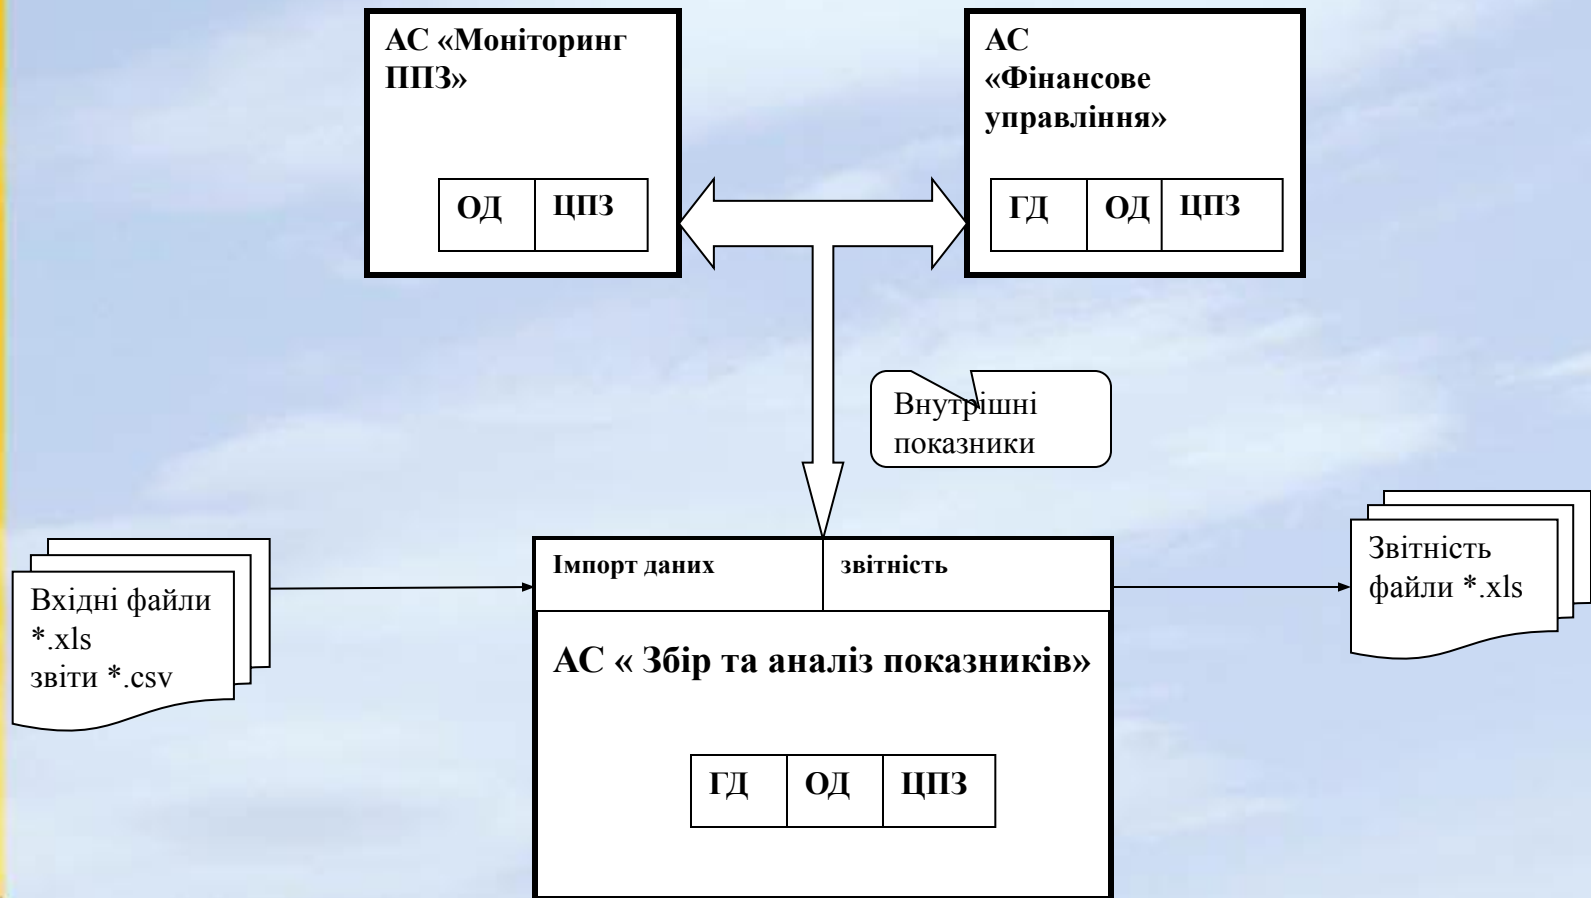 АС «Моніторинг
ППЗ»
ОД ЦПЗ
АС
«Фінансове
управління»
ГД ОД ЦПЗ
Внутрішні
показники
Вхідні файли
*.xls
звіти *.csv
Імпорт даних
звітність
АС « Збір та аналіз показників»
ГД ОД ЦПЗ
Звітність
файли *.xls